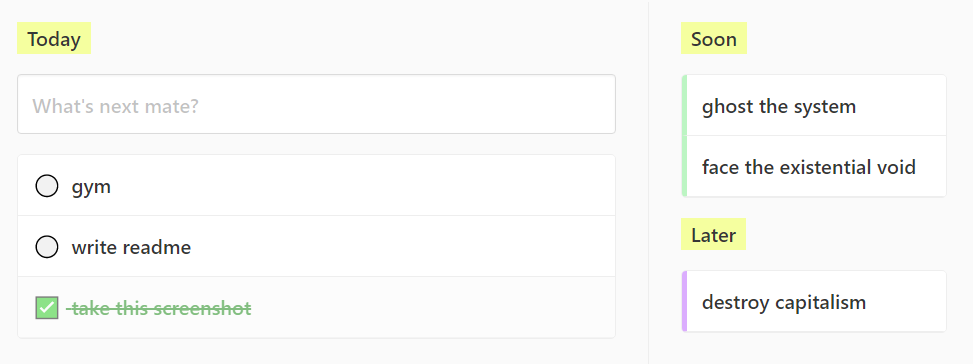 Today
What's next mate?
gym
write readme
take this screenshot
Soon
ghost the system
face the existential void
Later
destroy capitalism